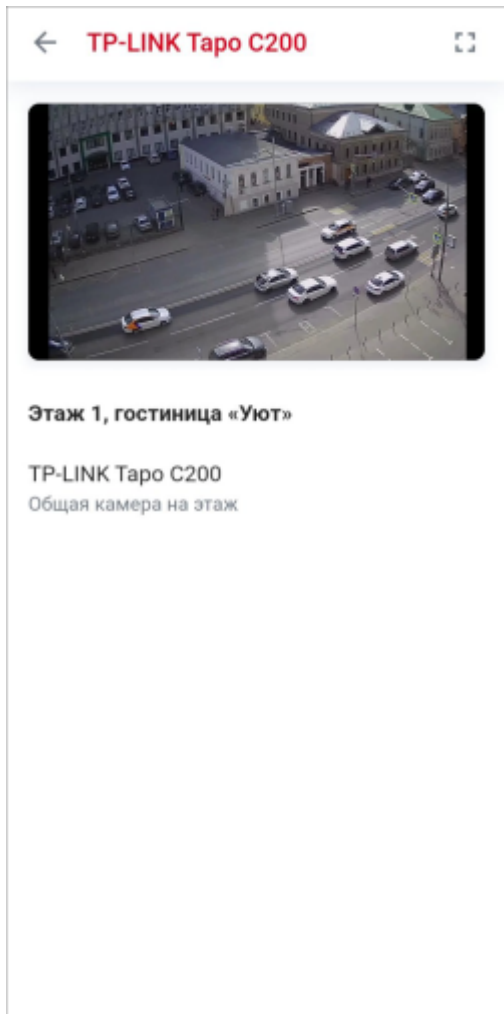 TP-LINK Tapo C200
Этаж 1, гостиница «Уют»
TP-LINK Tapo C200
Общая камера на этаж